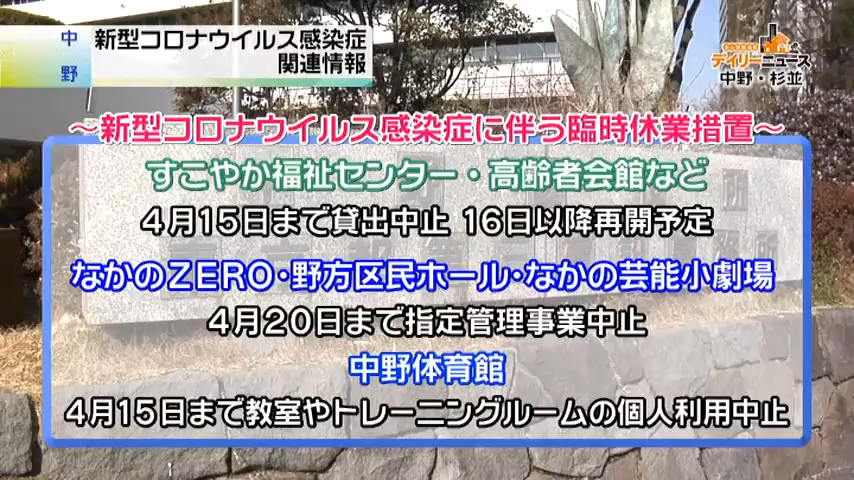 中野
新型コロナウイルス感染症
関連情報
デイリーニュース
中野・杉並
～新型コロナウイルス感染症に伴う臨時休業措置～
すこやか福祉センター・高齢者会館など
４月15日まで貸出中止 16日以降再開予定
なかのZERO・野方区民ホール・なかの芸能小劇場
４月20日まで指定管理事業中止
中野体育館
４月15日まで教室やトレーニングルームの個人利用中止